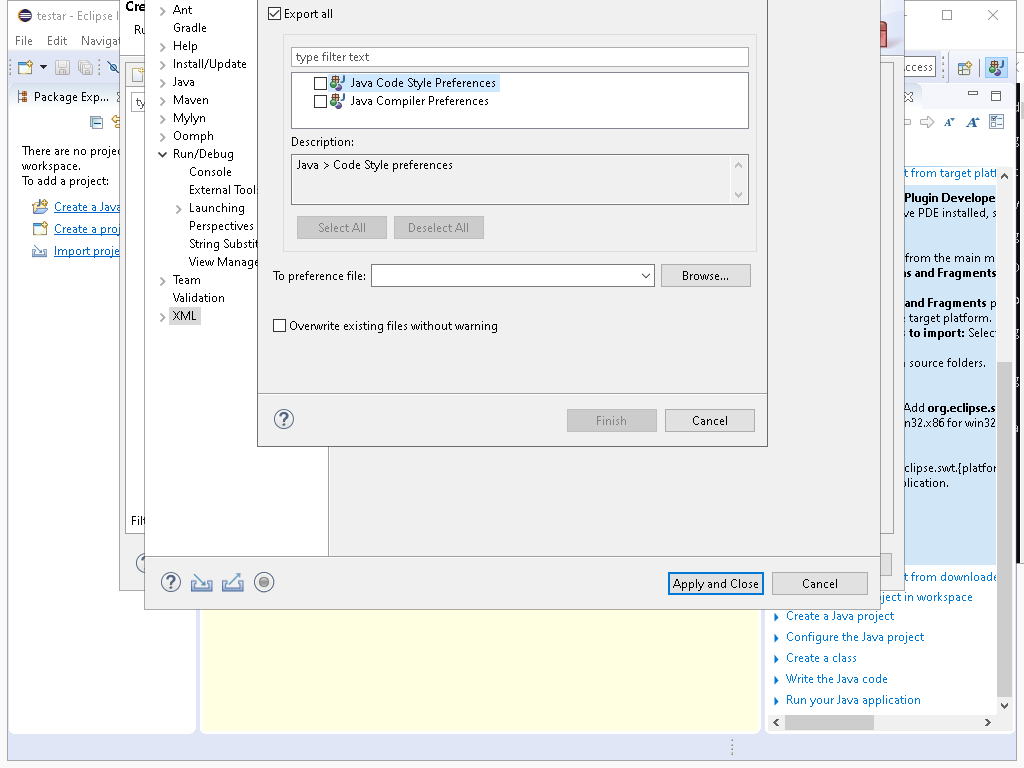 testar - Eclipse I
File Edit Navigat
Package Exp...
There are no projec
workspace.
To add a project:
Create a Java
Create a proj
Import proje
Cre
Ru
ty
Filt
Ant
Gradle
Help
Install/Update
Java
Maven
Mylyn
Oomph
Run/Debug
Console
External Tools
Launching
Perspectives
String Substit
View Manage
Team
Validation
XML
Export all
type filter text
Java Code Style Preferences
Java Compiler Preferences
Description:
Java > Code Style preferences
Select All Deselect All
To preference file: Browse...
Overwrite existing files without warning
Finish Cancel
Apply and Close Cancel
ccess
t from target platf
Plugin Develope
ve PDE installed, s
from the main m
ns and Fragments
and Fragments p
target platform.
s to import: Selec
source folders.
Add org.eclipse.s
n32.x86 for win32
clipse.swt.{platfor
plication.
t from downloade
ject in workspace
Create a Java project
Configure the Java project
Create a class
Write the Java code
Run your Java application